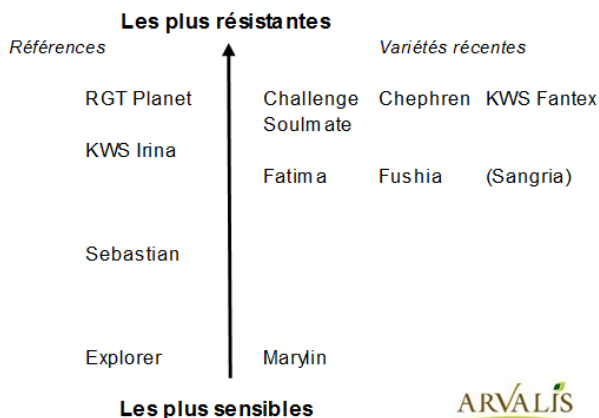 Les plus résistantes
Références Variétés récentes
RGT Planet Challenge Chephren KWS Fantex
Soulmate
KWS Irina
Fatima Fushia (Sangria)
Sebastian
Explorer Marylin
Les plus sensibles
ARVALIS